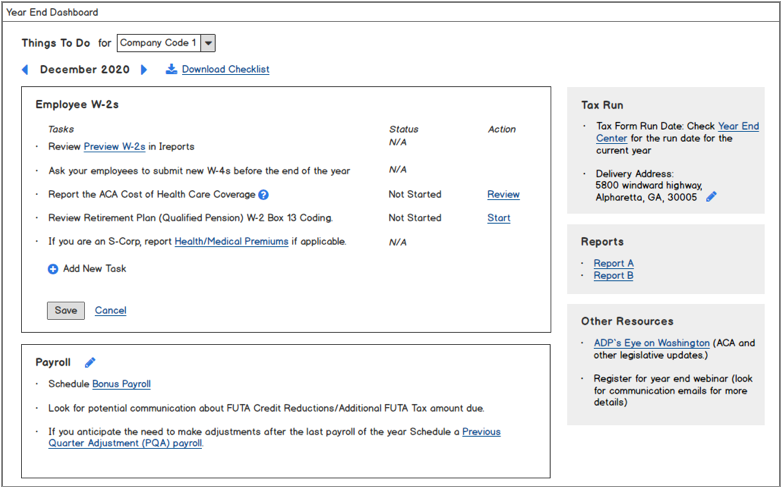 Year End Dashboard
Things To Do for Company Code 1
December 2020 Download Checklist
Employee W-2s
Tasks Status Action
Review Preview W-2s in Ireports N/A
Ask your employees to submit new W-4s before the end of the year N/A
Report the ACA Cost of Health Care Coverage ? Not Started Review
Review Retirement Plan (Qualified Pension) W-2 Box 13 Coding. Not Started Start
If you are an S-Corp, report Health/Medical Premiums if applicable. N/A
Add New Task
Save Cancel
Payroll
Schedule Bonus Payroll
Look for potential communication about FUTA Credit Reductions/Additional FUTA Tax amount due.
If you anticipate the need to make adjustments after the last payroll of the year Schedule a Previous
Quarter Adjustment (PQA) payroll.
Tax Run
Tax Form Run Date: Check Year End
Center for the run date for the
current year
Delivery Address:
5800 windward highway,
Alpharetta, GA, 30005
Reports
Report A
Report B
Other Resources
ADP's Eye on Washington (ACA and
other legislative updates.)
Register for year end webinar (look
for communication emails for more
details)